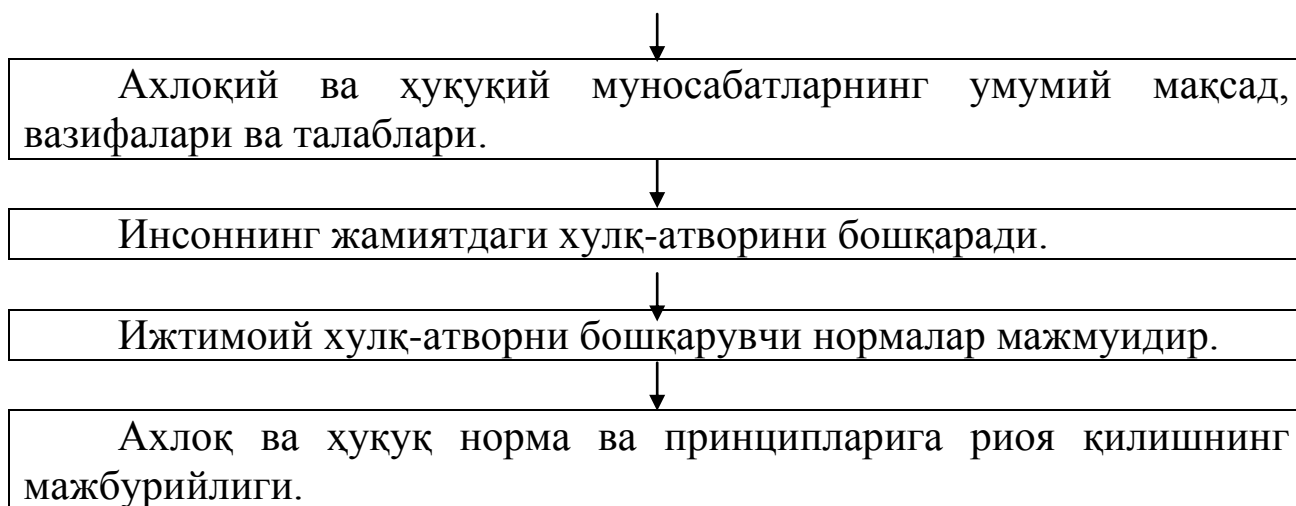 Ахлоқий ва ҳуқуқий муносабатларнинг умумий мақсад,
вазифалари ва талаблари.
Инсоннинг жамиятдаги хулқ-атворини бошқаради.
Ижтимоий хулқ-атворни бошқарувчи нормалар мажмуидир.
Ахлоқ ва ҳуқуқ норма ва принципларига риоя қилишнинг
мажбурийлиги.